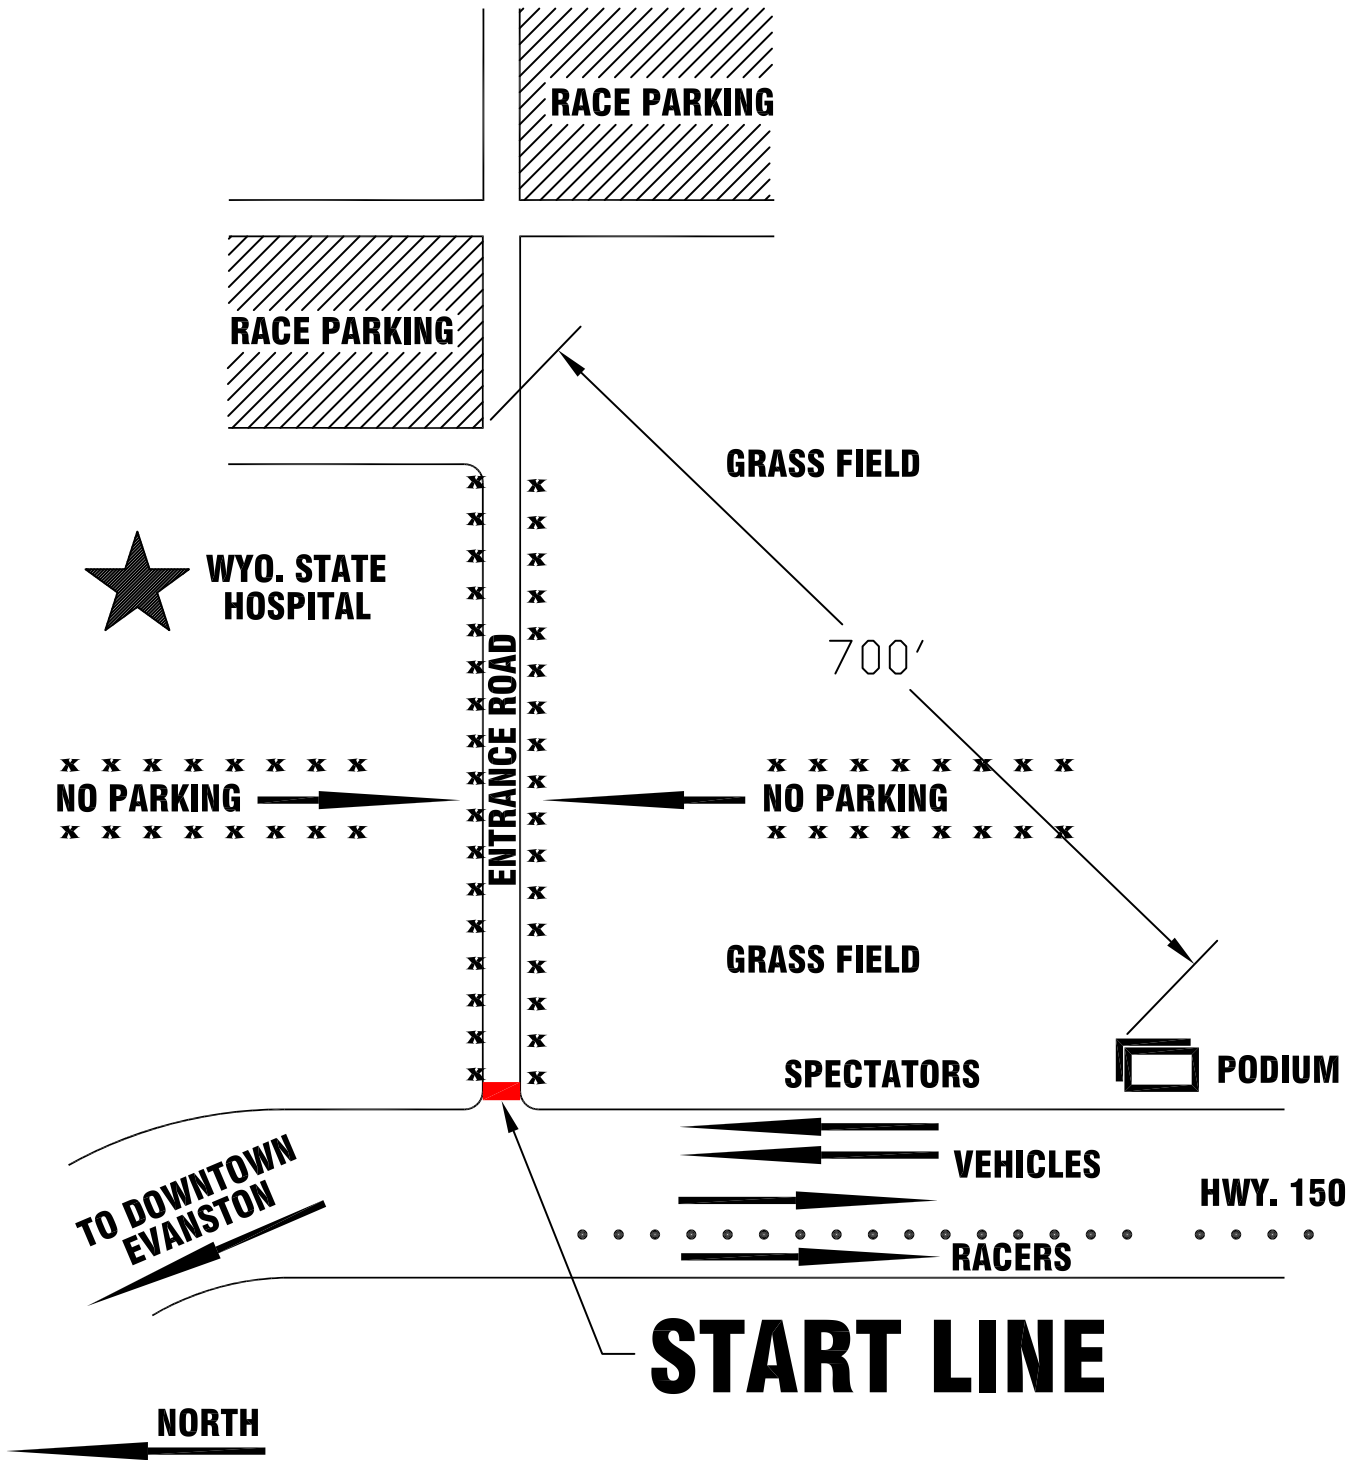 RACE PARKING
RACE PARKING
GRASS FIELD
WYO. STATE
HOSPITAL
700'
ENTRANCE ROAD
x x x x x x x x
x x x x x x x x
NO PARKING
NO PARKING
x x x x x x x x
x x x x x x x x
GRASS FIELD
SPECTATORS
PODIUM
VEHICLES
HWY. 150
TO DOWNTOWN
EVANSTON
RACERS
START LINE
NORTH